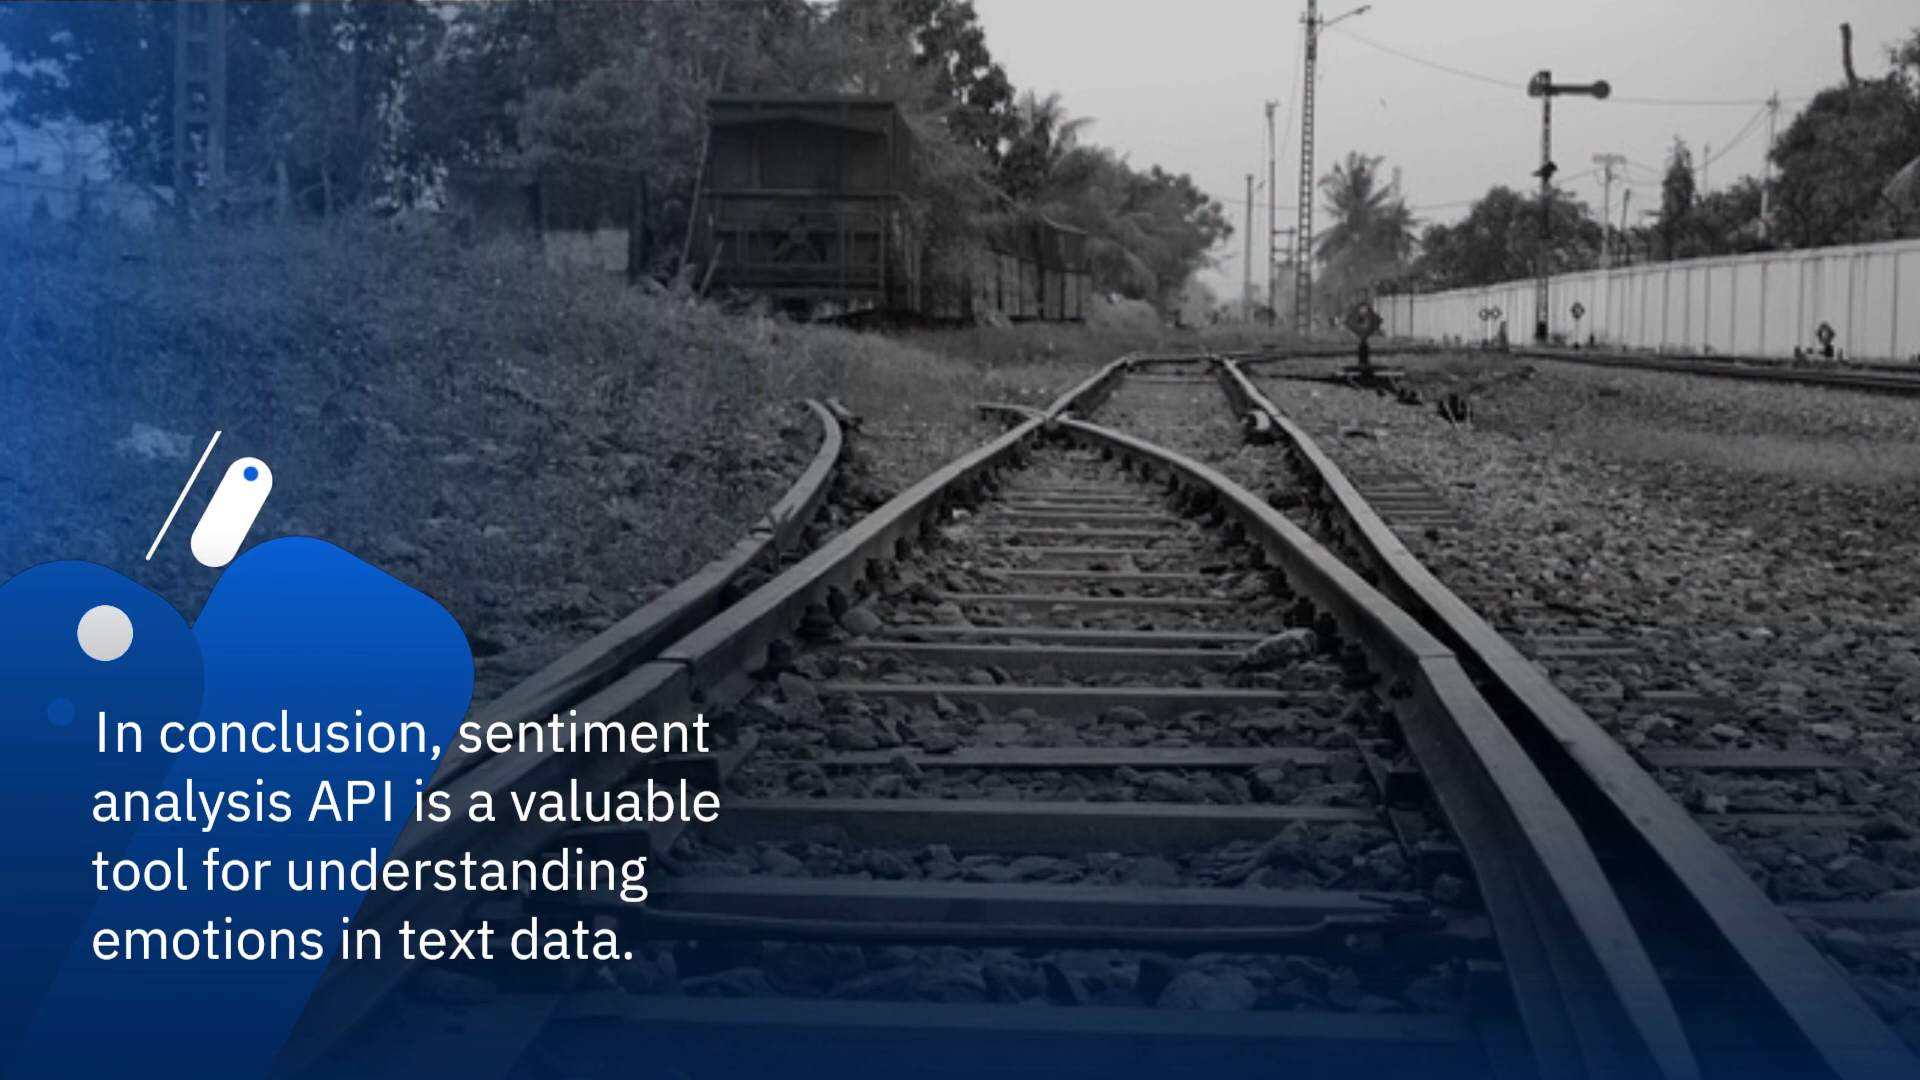 In conclusion, sentiment
analysis API is a valuable
tool for understanding
emotions in text data.